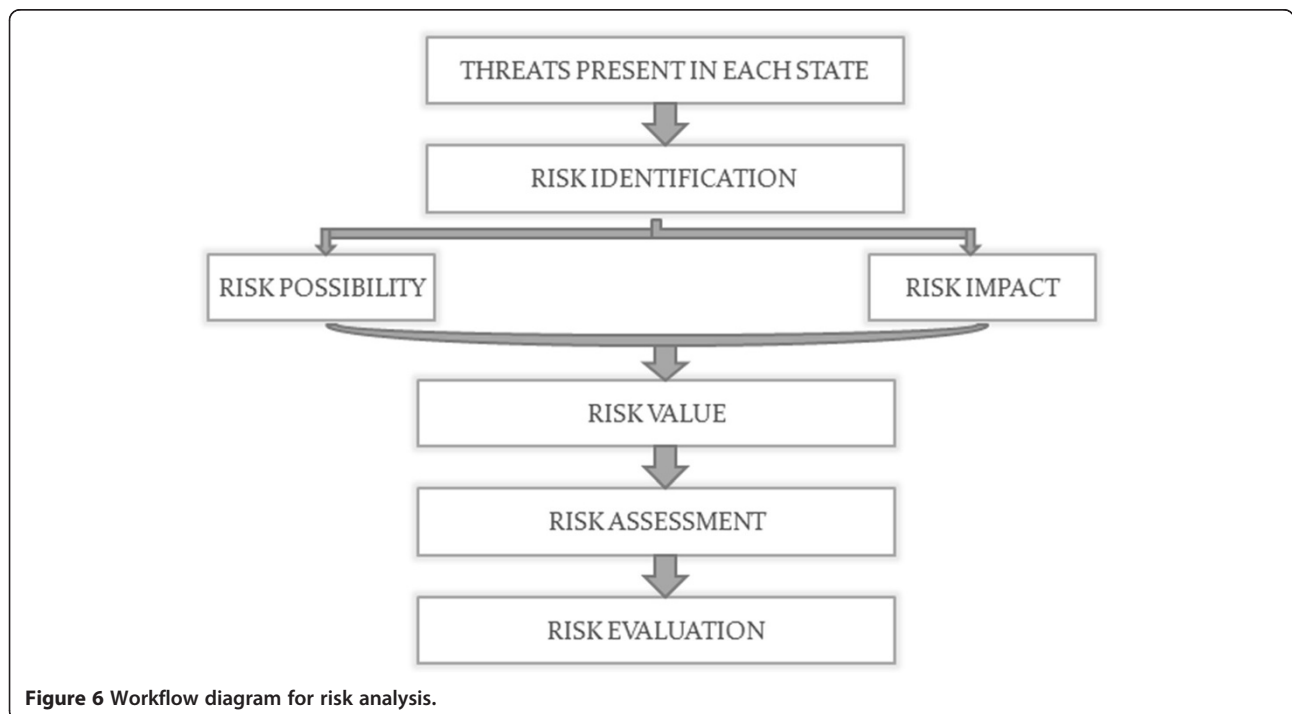 THREATS PRESENT IN EACH STATE
RISK IDENTIFICATION
RISK POSSIBILITY
RISK IMPACT
RISK VALUE
RISK ASSESSMENT
RISK EVALUATION
Figure 6 Workflow diagram for risk analysis.